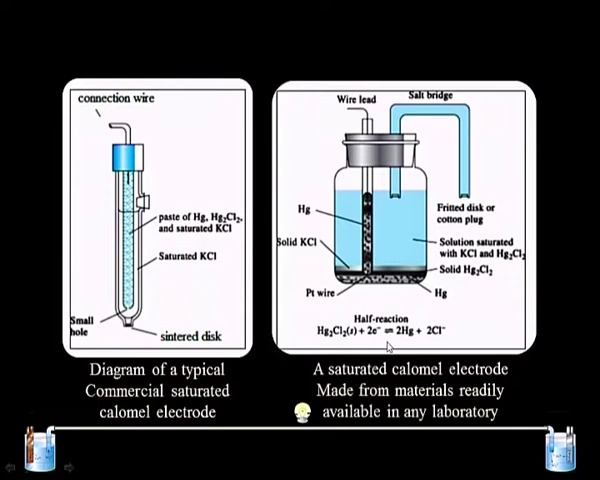 connection wire
paste of Hg, Hg₂Cl₂,
and saturated KCl
Saturated KCl
Small
hole
sintered disk
Diagram of a typical
Commercial saturated
calomel electrode
Wire lead
Salt bridge
Hg
Fritted disk or
cotton plug
Solid KCl
Solution saturated
with KCl and Hg₂Cl₂
Solid Hg₂Cl₂
Pt wire
Hg
Half-reaction
Hg₂Cl₂(s) + 2e⁻ ⇌ 2Hg + 2Cl⁻
A saturated calomel electrode
Made from materials readily
available in any laboratory